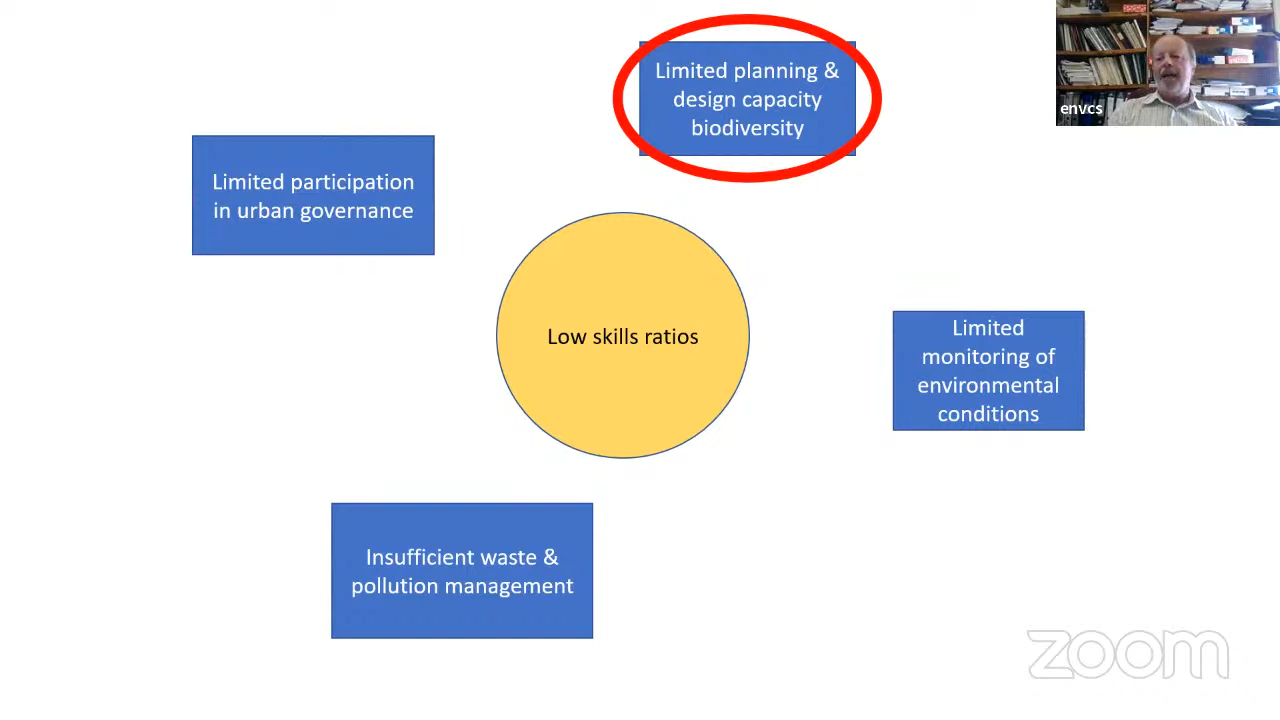 Limited planning &
design capacity
biodiversity
envcs
Limited participation
in urban governance
Low skills ratios
Limited
monitoring of
environmental
conditions
Insufficient waste &
pollution management
zoom